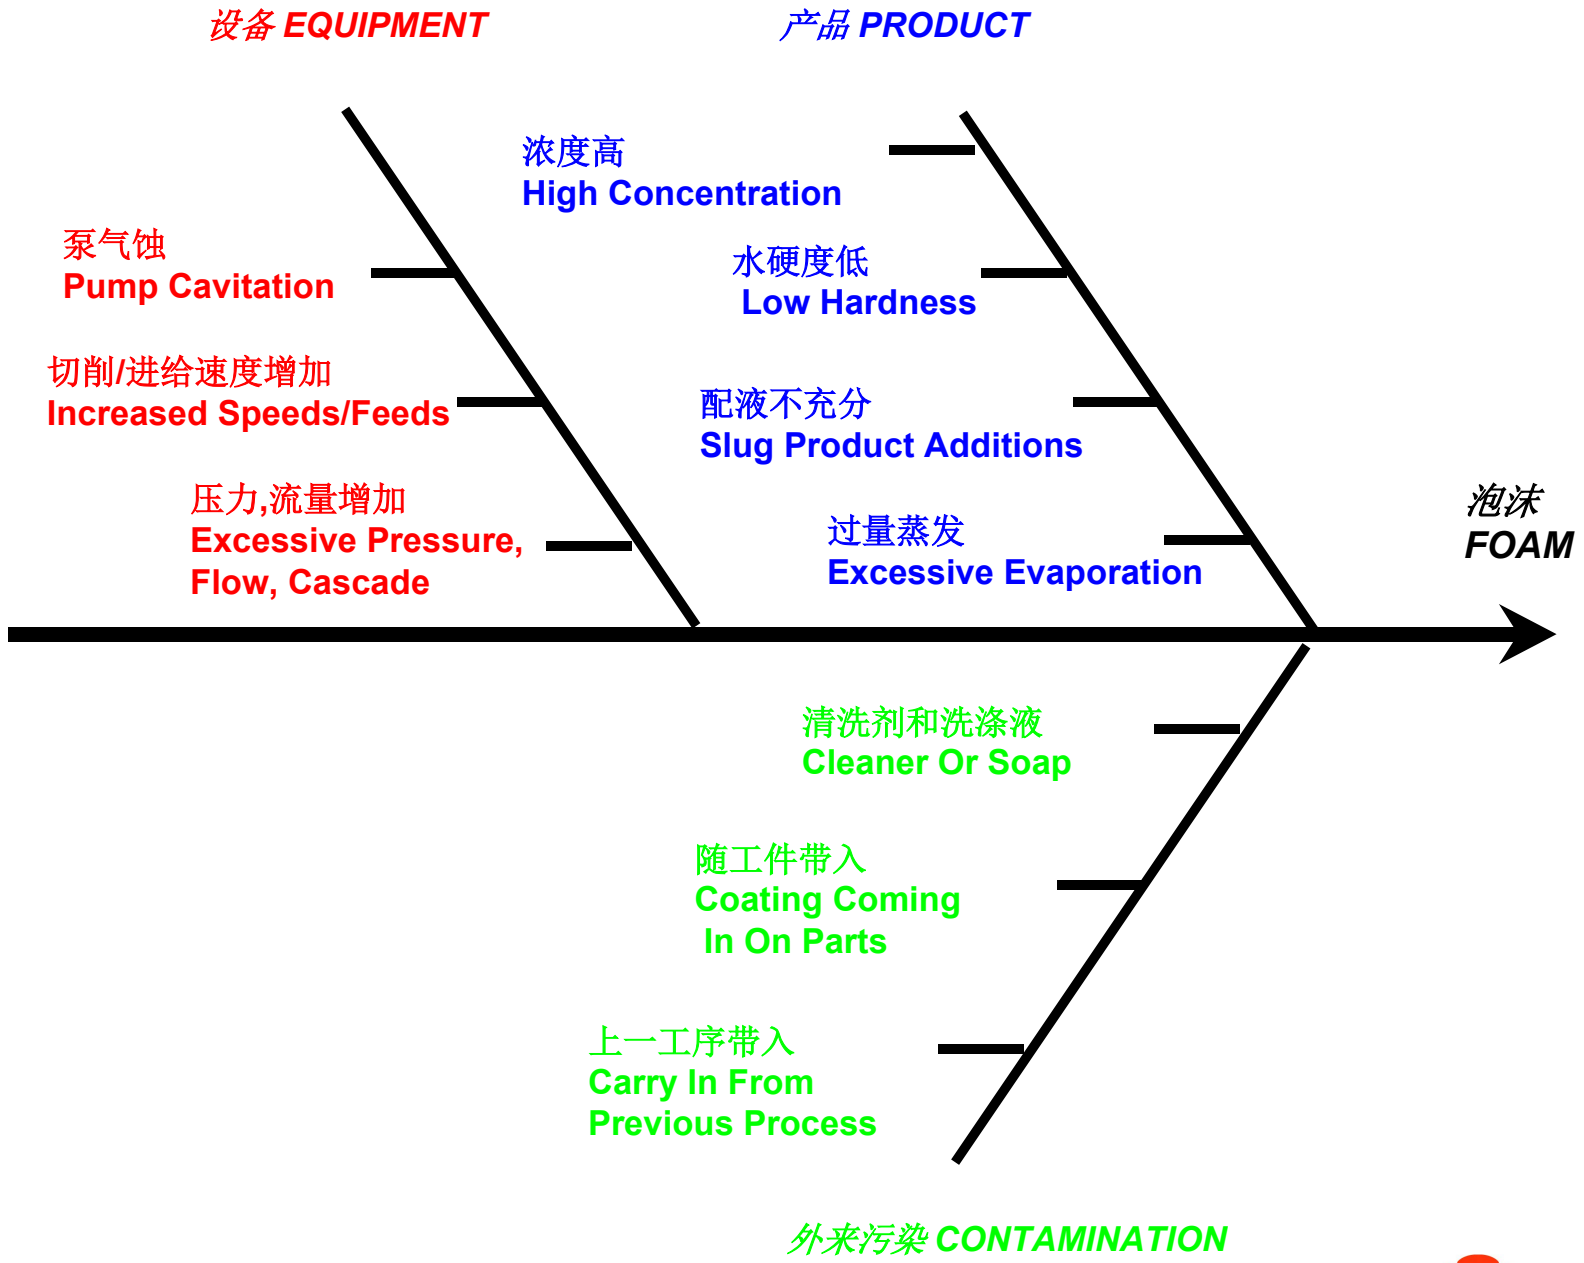 设备 EQUIPMENT
产品 PRODUCT
泵气蚀
Pump Cavitation
切削/进给速度增加
Increased Speeds/Feeds
压力,流量增加
Excessive Pressure,
Flow, Cascade
浓度高
High Concentration
水硬度低
Low Hardness
配液不充分
Slug Product Additions
过量蒸发
Excessive Evaporation
泡沫
FOAM
清洗剂和洗涤液
Cleaner Or Soap
随工件带入
Coating Coming
In On Parts
上一工序带入
Carry In From
Previous Process
外来污染 CONTAMINATION